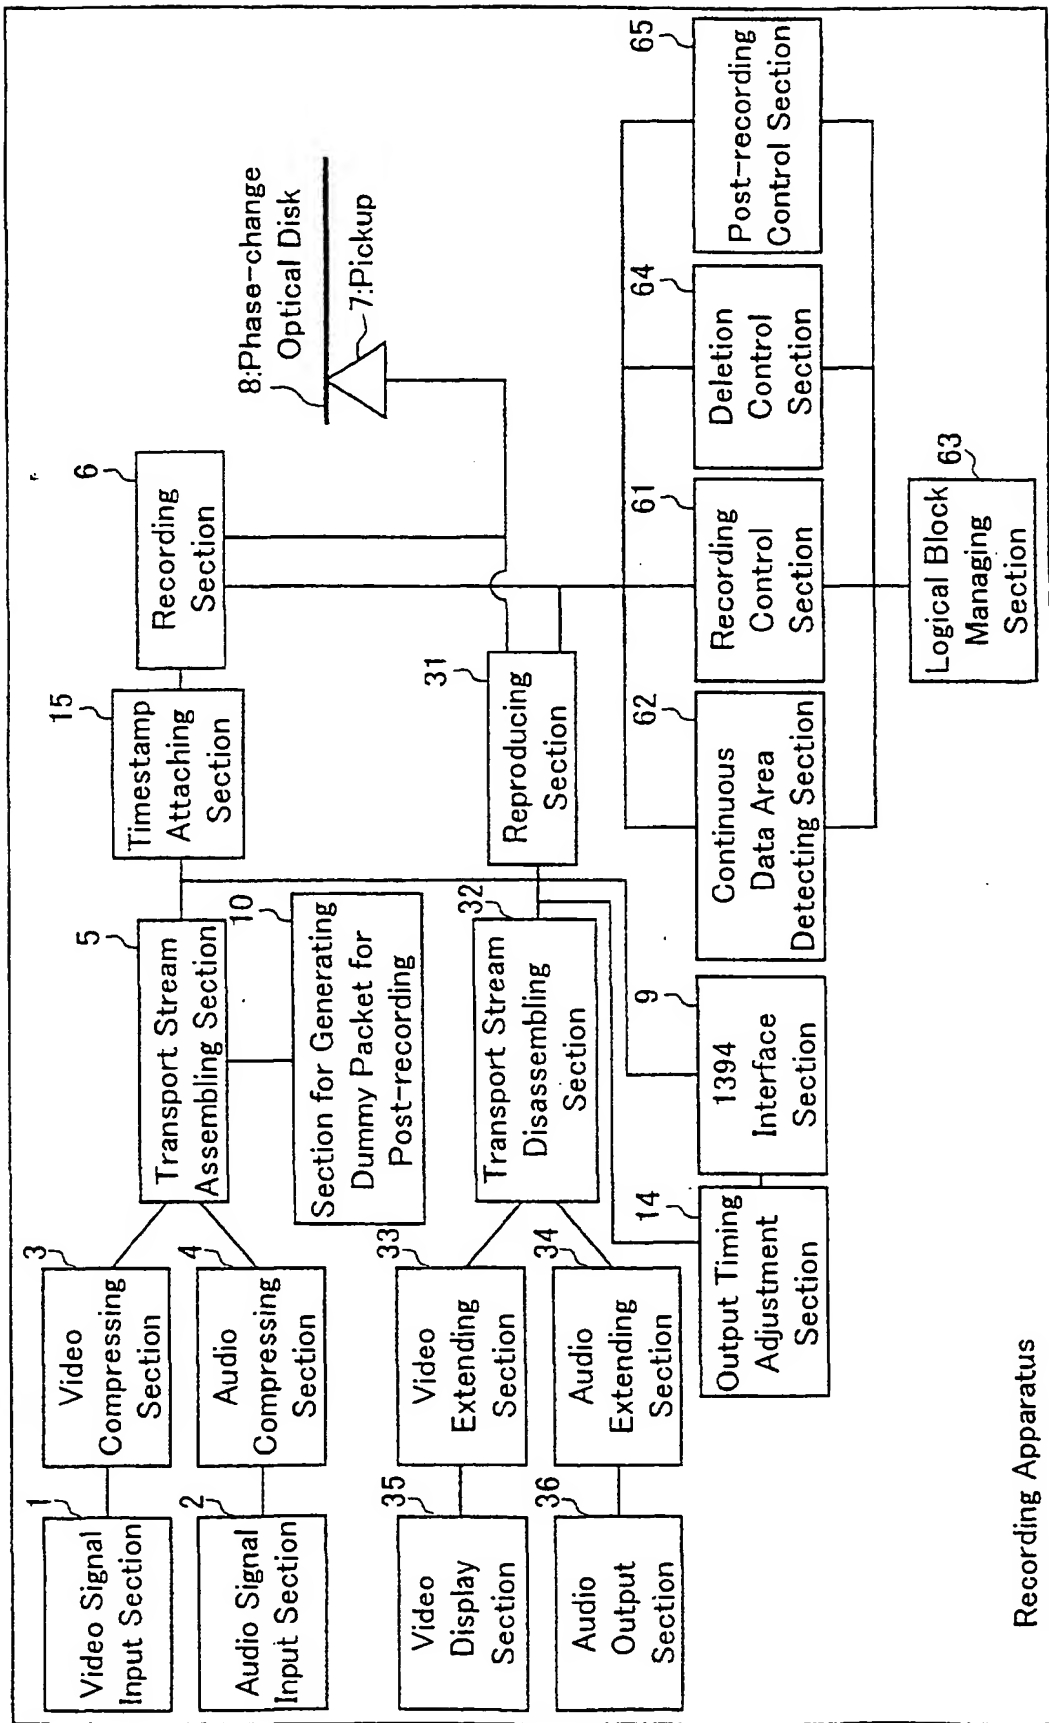 1
Video Signal
Input Section
3
Video
Compressing
Section
2
Audio Signal
Input Section
4
Audio
Compressing
Section
5
Transport Stream
Assembling Section
15
Timestamp
Attaching
Section
6
Recording
Section
8:Phase-change
Optical Disk
7:Pickup
10
Section for Generating
Dummy Packet for
Post-recording
35
Video
Display
Section
33
Video
Extending
Section
36
Audio
Output
Section
34
Audio
Extending
Section
32
Transport Stream
Disassembling
Section
31
Reproducing
Section
14
Output Timing
Adjustment
Section
9
1394
Interface
Section
62
Continuous
Data Area
Detecting Section
61
Recording
Control
Section
64
Deletion
Control
Section
65
Post-recording
Control Section
63
Logical Block
Managing
Section
Recording Apparatus